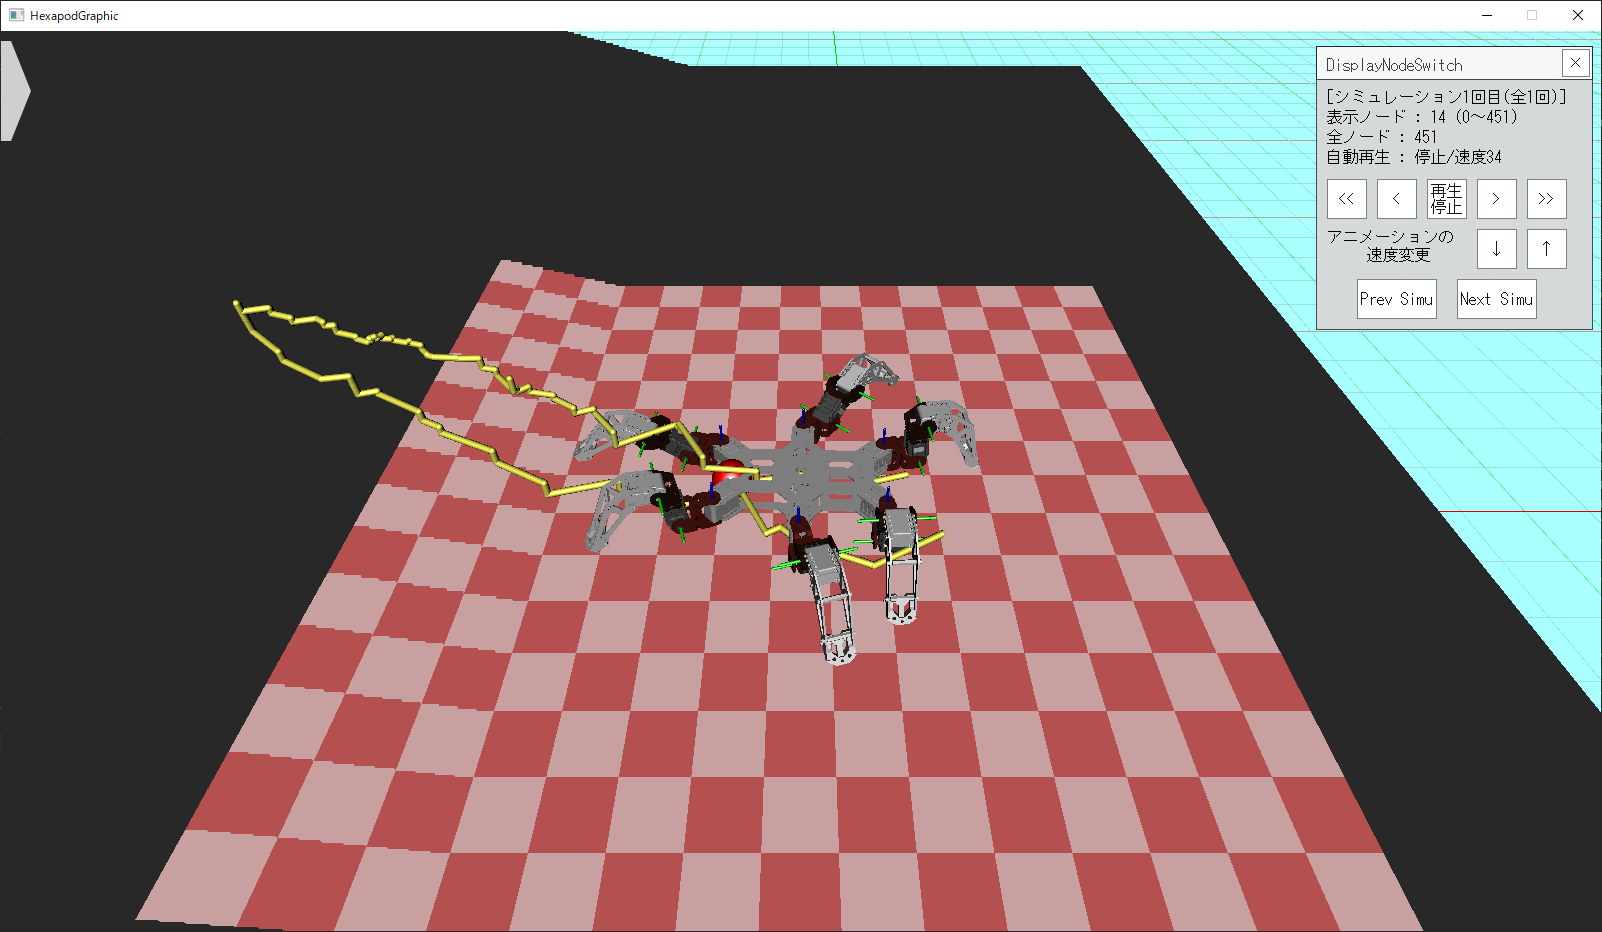 HexapodGraphic
DisplayNodeSwitch
[シミュレーション1回目(全1回)]
表示ノード : 14 (0～451)
全ノード : 451
自動再生 : 停止/速度34
<< < 再生 > >>
停止
アニメーションの
速度変更 ↓ ↑
Prev Simu Next Simu